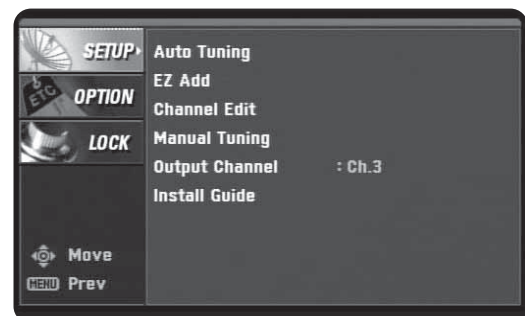 SETUP
OPTION
ETC
LOCK
Auto Tuning
EZ Add
Channel Edit
Manual Tuning
Output Channel : Ch.3
Install Guide
Move
MENU Prev